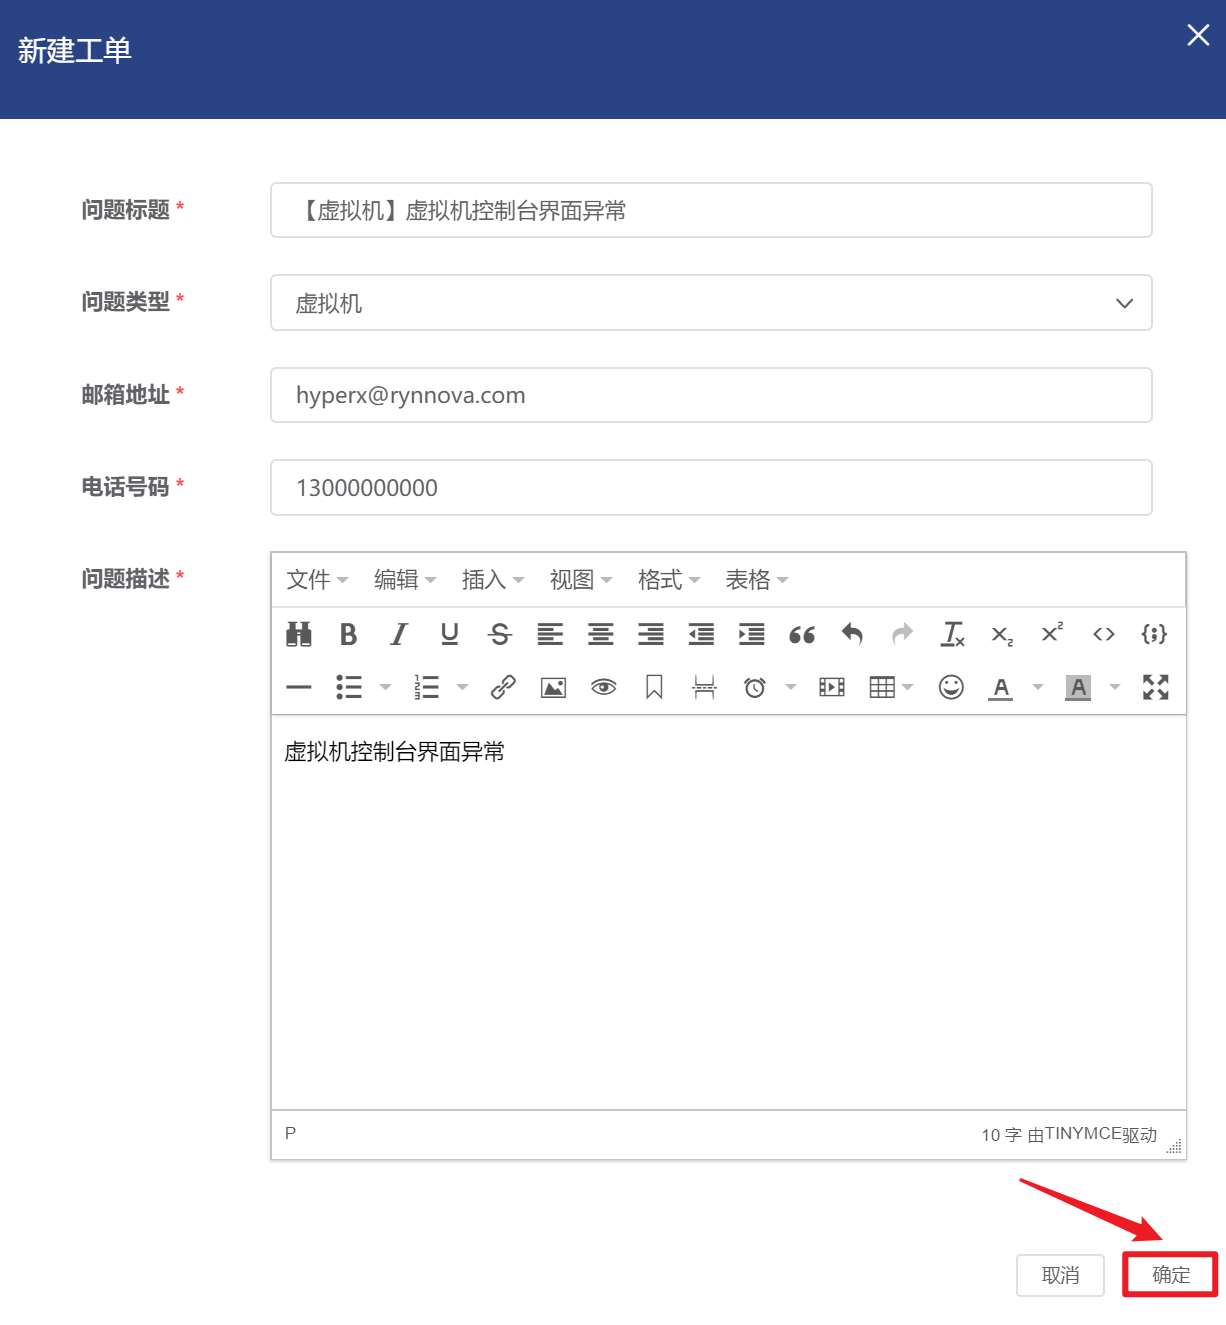 新建工单
问题标题 *
【虚拟机】虚拟机控制台界面异常
问题类型 *
虚拟机
邮箱地址 *
hyperx@rynnova.com
电话号码 *
13000000000
问题描述 *
文件 编辑 插入 视图 格式 表格
虚拟机控制台界面异常
P
10 字 由TINYMCE驱动
取消
确定